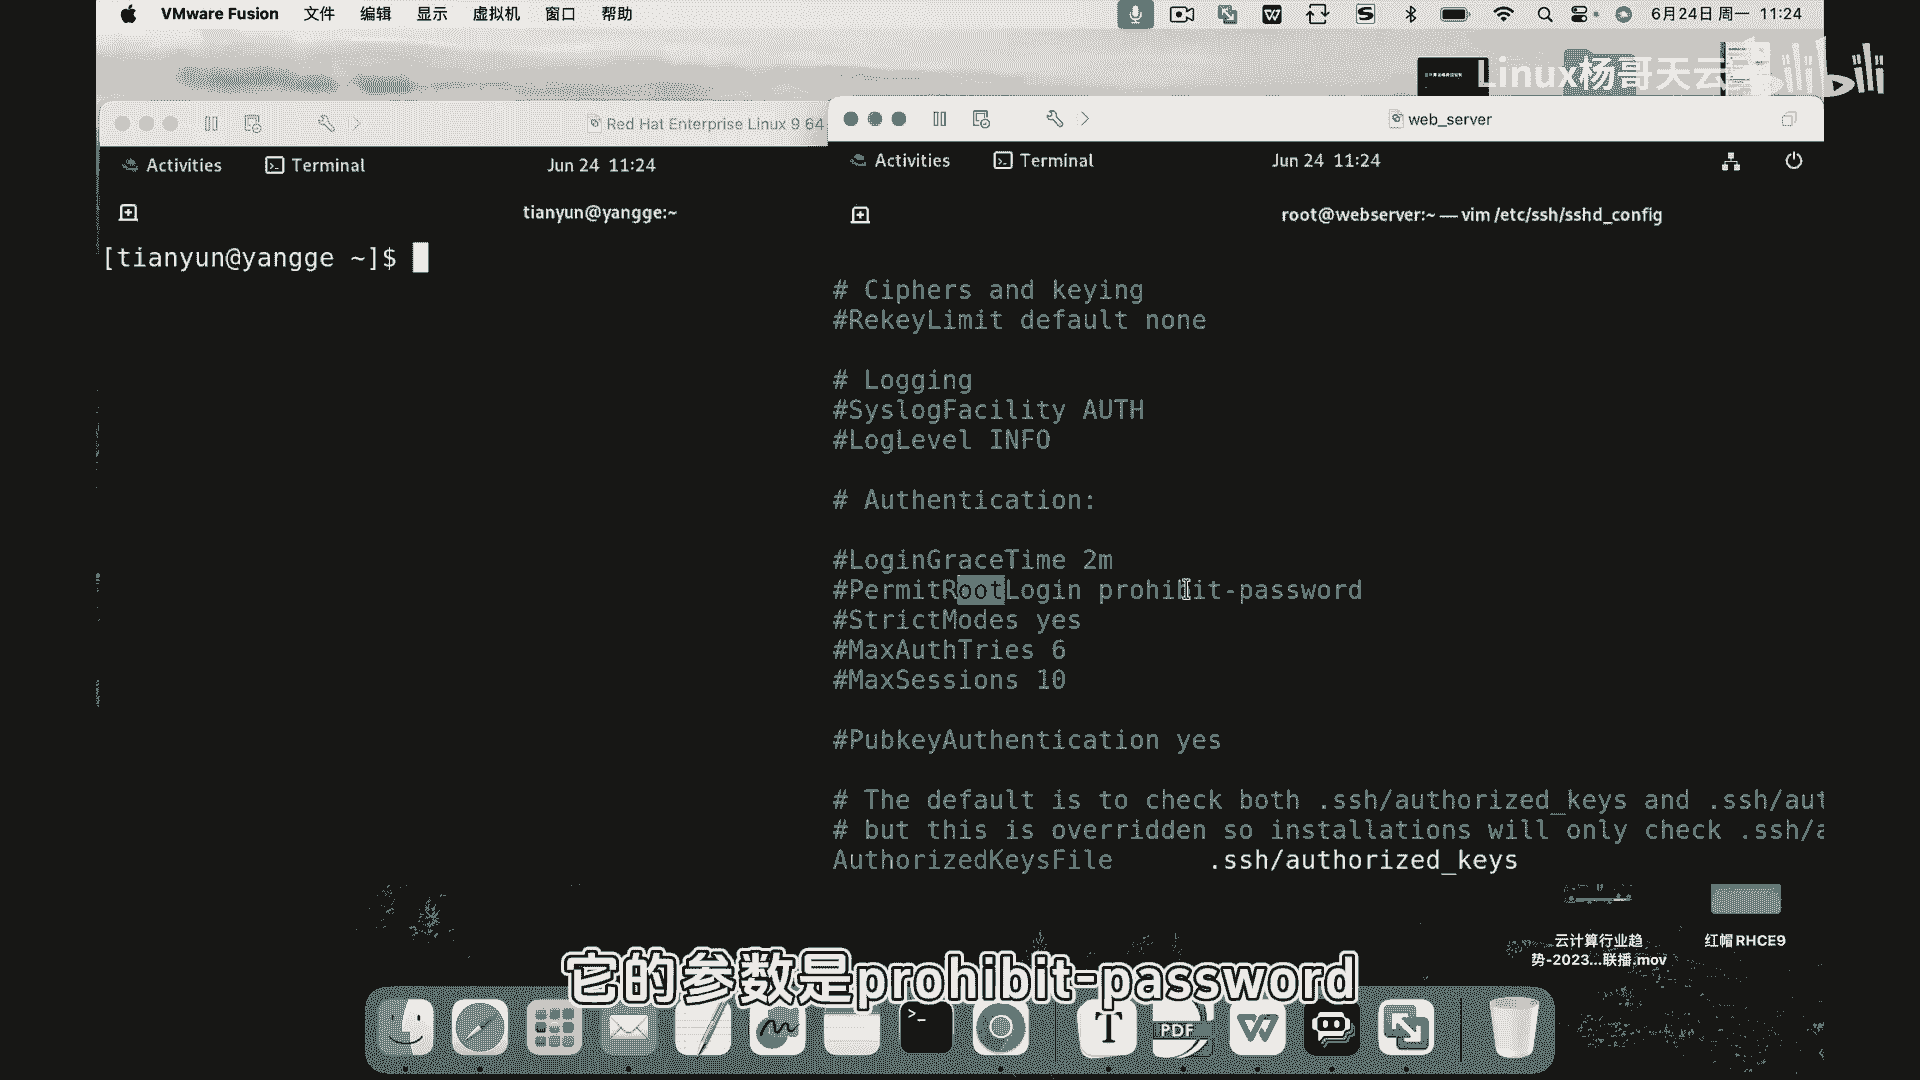 VMware Fusion 文件 编辑 显示 虚拟机 窗口 帮助 6月24日 周一 11:24
Linux杨哥天云 bilibili
Red Hat Enterprise Linux 9 64
web_server
Activities Terminal Jun 24 11:24
Activities Terminal Jun 24 11:24
tianyun@yangge:~
root@webserver:~ — vim /etc/ssh/sshd_config
[tianyun@yangge ~]$
# Ciphers and keying
#RekeyLimit default none
# Logging
#SyslogFacility AUTH
#LogLevel INFO
# Authentication:
#LoginGraceTime 2m
#PermitRootLogin prohibit-password
#StrictModes yes
#MaxAuthTries 6
#MaxSessions 10
#PubkeyAuthentication yes
# The default is to check both .ssh/authorized_keys and .ssh/aut
# but this is overridden so installations will only check .ssh/a
AuthorizedKeysFile .ssh/authorized_keys
云计算行业趋
势-2023...联播.mov
红帽RHCE9
它的参数是prohibit-password
PDF